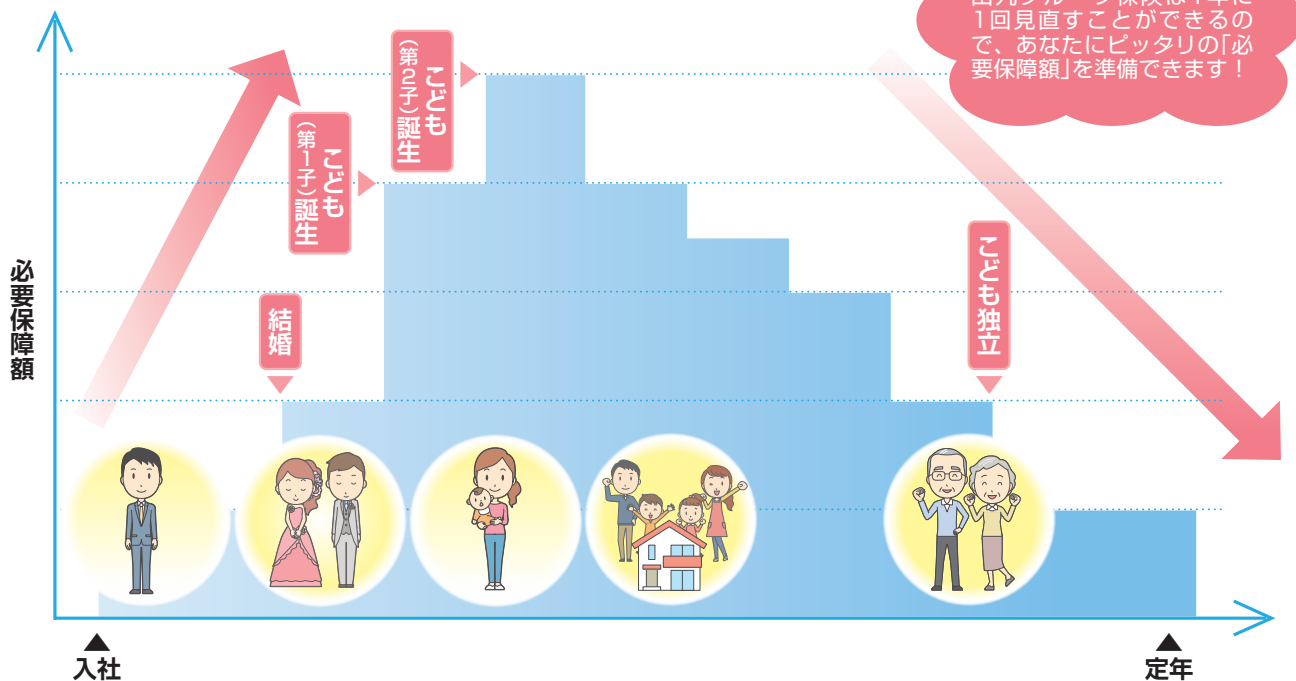 1回見直すことができるの
で、あなたにピッタリの「必
要保障額」を準備できます！
こども
（第2子）誕生
こども
（第1子）誕生
結婚
こども独立
必要保障額
入社
定年